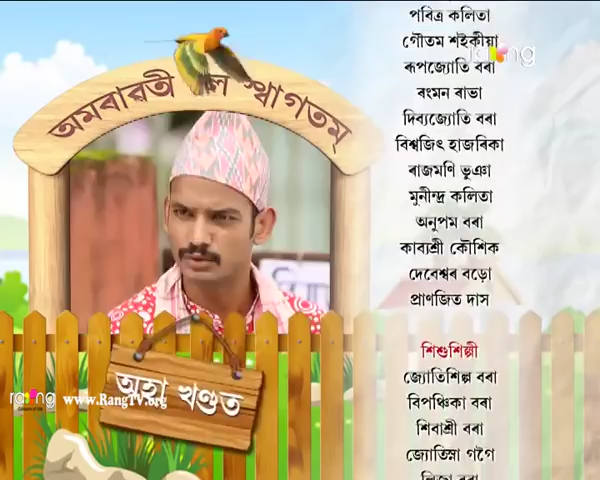 পবিত্ৰ কলিতা
গৌতম শইকীয়া
ৰূপজ্যোতি বৰা
ৰংমন ৰাভা
দিব্যজ্যোতি বৰা
বিশ্বজিৎ হাজৰিকা
ৰাজমণি ভূঞা
মুনীন্দ্ৰ কলিতা
অনুপম বৰা
কাব্যশ্ৰী কৌশিক
দেবেশ্বৰ বড়ো
প্ৰাণজিত দাস
শিশুশিল্পী
জ্যোতিশিল্প বৰা
বিপঞ্চিকা বৰা
শিবাশ্ৰী বৰা
জ্যোতিস্না গগৈ
rang
অমৰাৱতী
স্বাগতম্
অহা খণ্ডত
rang
www.RangTV.org